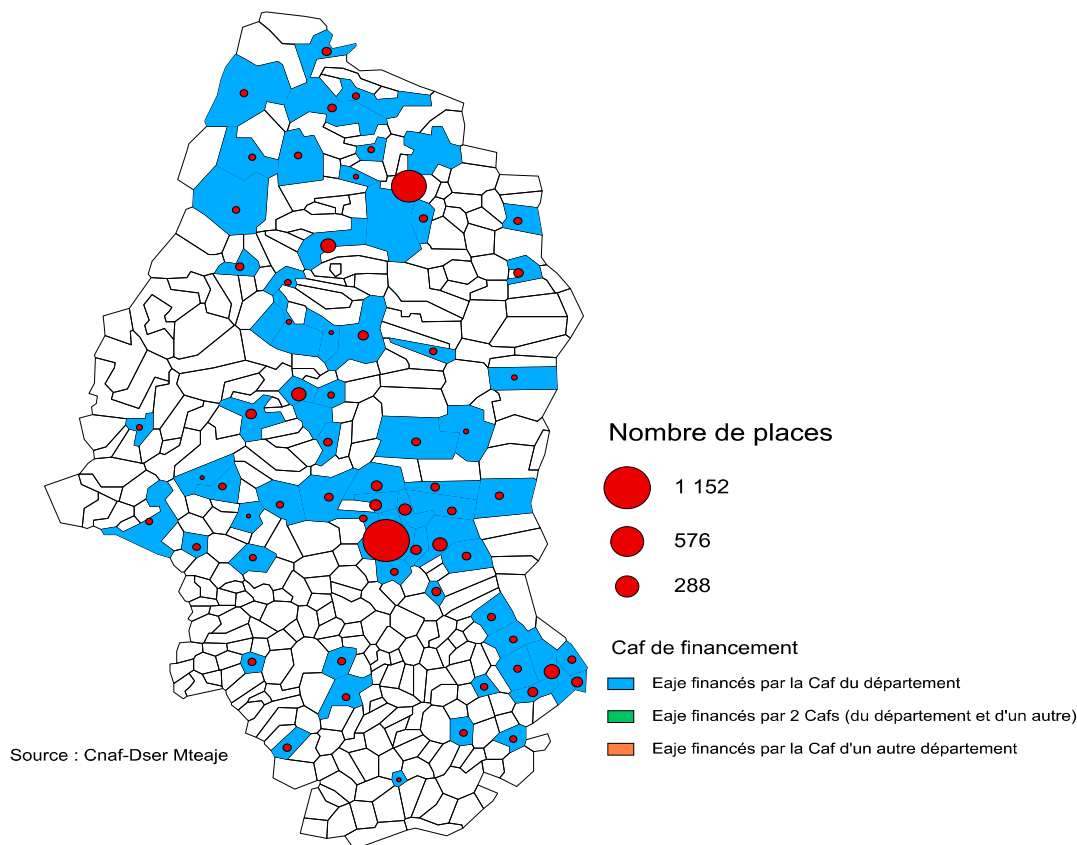 Nombre de places
1 152
576
288
Caf de financement
Eaje financés par la Caf du département
Eaje financés par 2 Cafs (du département et d'un autre)
Eaje financés par la Caf d'un autre département
Source : Cnaf-Dser Mteaje